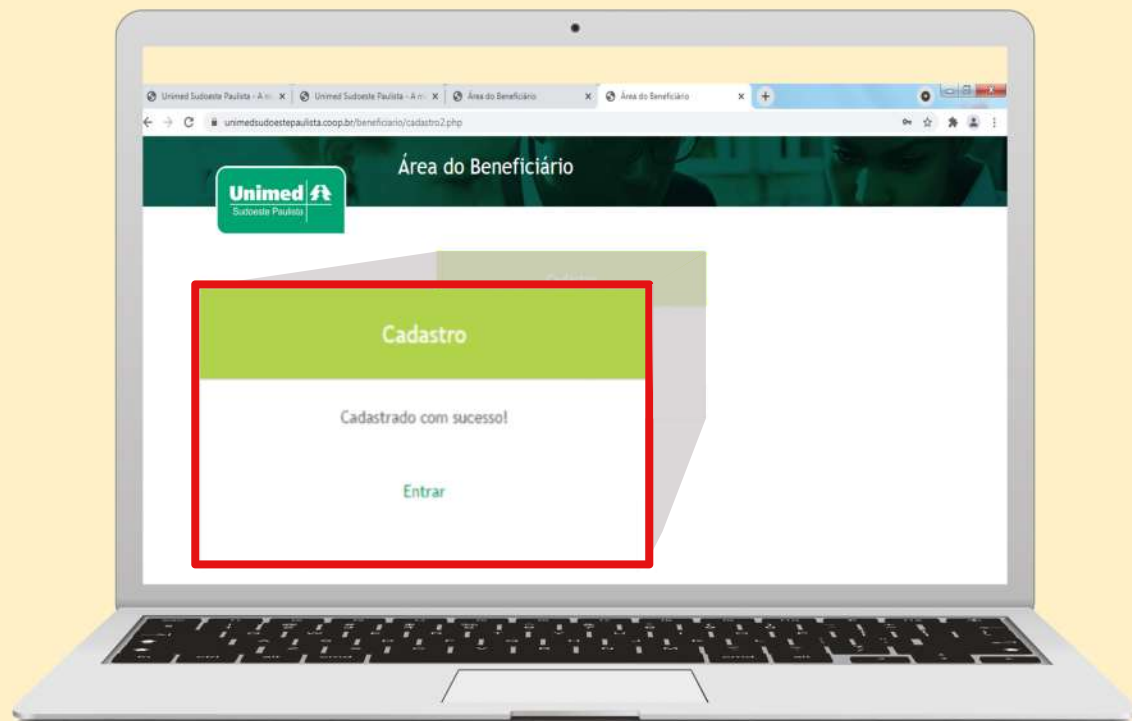 Unimed Sudoeste Paulista - A m
Unimed Sudoeste Paulista - A m
Área do Beneficiário
Área do Beneficiário
unimedsudoestepaulista.coop.br/beneficiario/cadastro2.php
Área do Beneficiário
Unimed
Sudoeste Paulista
Cadastro
Cadastro
Cadastrado com sucesso!
Entrar